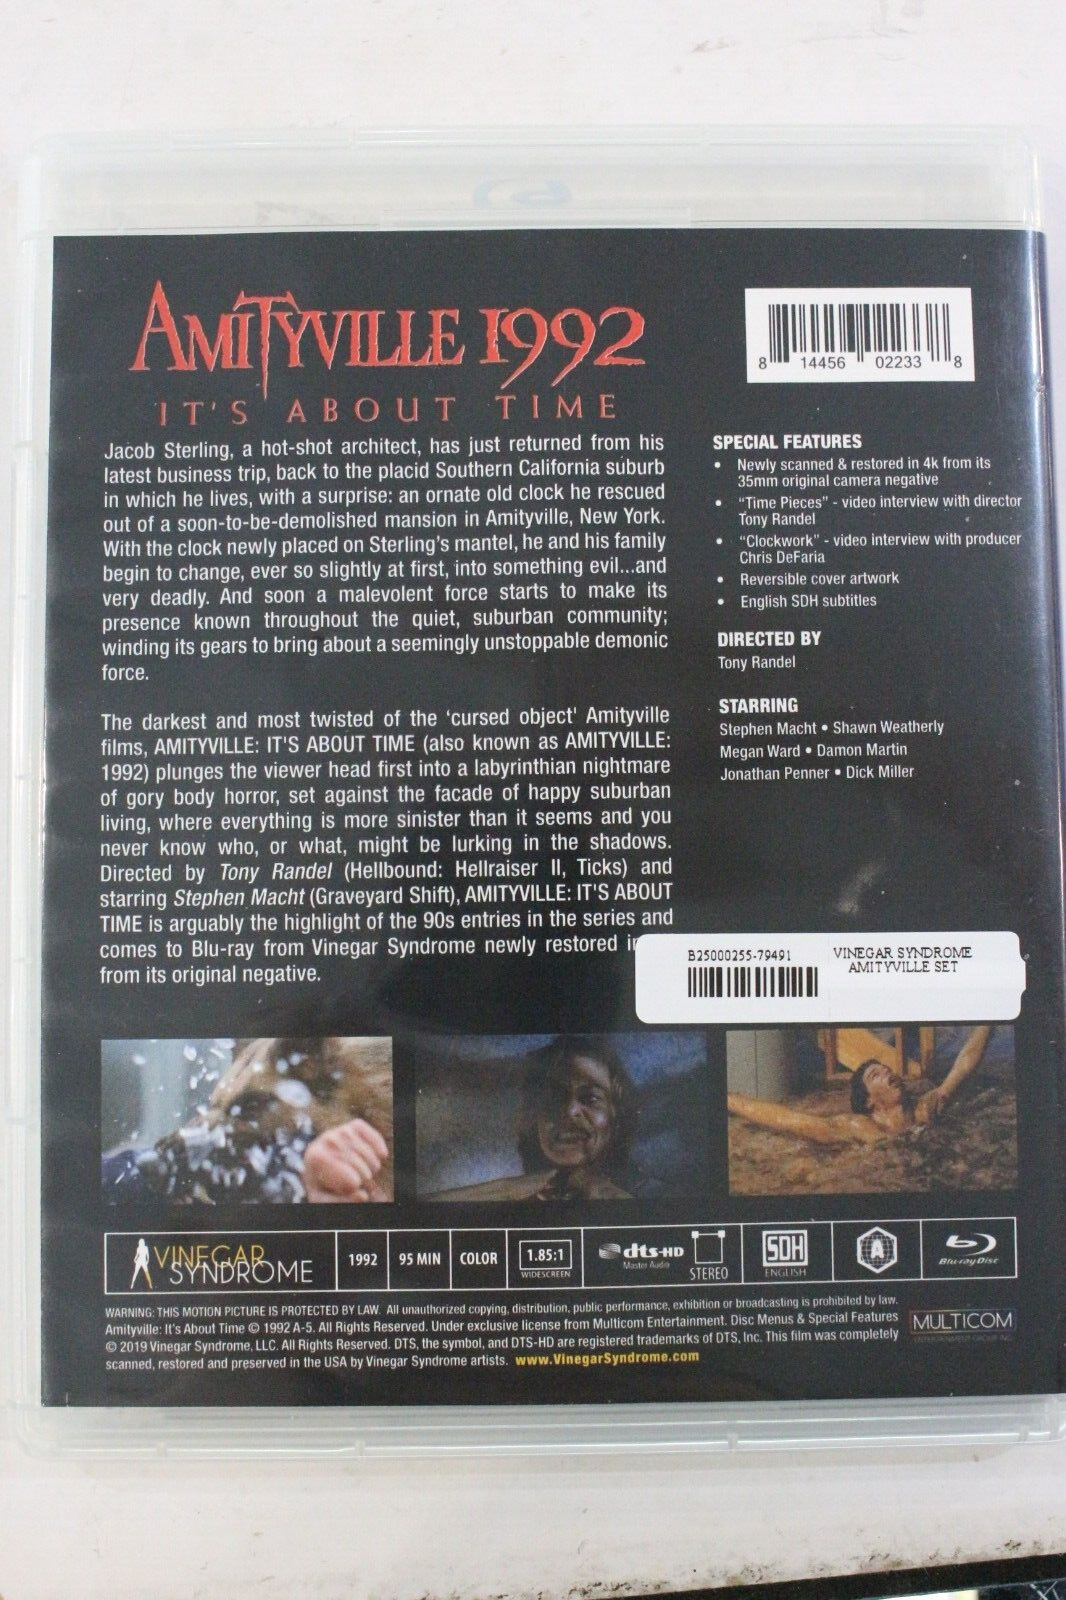 AMITYVILLE 1992
IT'S ABOUT TIME
Jacob Sterling, a hot-shot architect, has just returned from his
latest business trip, back to the placid Southern California suburb
in which he lives, with a surprise: an ornate old clock he rescued
out of a soon-to-be-demolished mansion in Amityville, New York.
With the clock newly placed on Sterling's mantel, he and his family
begin to change, ever so slightly at first, into something evil...and
very deadly. And soon a malevolent force starts to make its
presence known throughout the quiet, suburban community;
winding its gears to bring about a seemingly unstoppable demonic
force.
The darkest and most twisted of the 'cursed object' Amityville
films, AMITYVILLE: IT'S ABOUT TIME (also known as AMITYVILLE:
1992) plunges the viewer head first into a labyrinthian nightmare
of gory body horror, set against the facade of happy suburban
living, where everything is more sinister than it seems and you
never know who, or what, might be lurking in the shadows.
Directed by Tony Randel (Hellbound: Hellraiser II, Ticks) and
starring Stephen Macht (Graveyard Shift), AMITYVILLE: IT'S ABOUT
TIME is arguably the highlight of the 90s entries in the series and
comes to Blu-ray from Vinegar Syndrome newly restored
from its original negative.
8 14456 02233 8
SPECIAL FEATURES
• Newly scanned & restored in 4k from its
35mm original camera negative
• "Time Pieces" - video interview with director
Tony Randel
• "Clockwork" - video interview with producer
Chris DeFaria
• Reversible cover artwork
• English SDH subtitles
DIRECTED BY
Tony Randel
STARRING
Stephen Macht • Shawn Weatherly
Megan Ward • Damon Martin
Jonathan Penner • Dick Miller
B25000255-79491
VINEGAR SYNDROME
AMITYVILLE SET
VINEGAR
SYNDROME
1992
95 MIN
COLOR
1.85:1
WIDESCREEN
dts-HD
Master Audio
STEREO
SDH
ENGLISH
A
Blu-ray Disc
WARNING: THIS MOTION PICTURE IS PROTECTED BY LAW. All unauthorized copying, distribution, public performance, exhibition or broadcasting is prohibited by law.
Amityville: It's About Time © 1992 A-5. All Rights Reserved. Under exclusive license from Multicom Entertainment. Disc Menus & Special Features
© 2019 Vinegar Syndrome, LLC. All Rights Reserved. DTS, the symbol, and DTS-HD are registered trademarks of DTS, Inc. This film was completely
scanned, restored and preserved in the USA by Vinegar Syndrome artists. www.VinegarSyndrome.com
MULTICOM
ENTERTAINMENT GROUP INC.